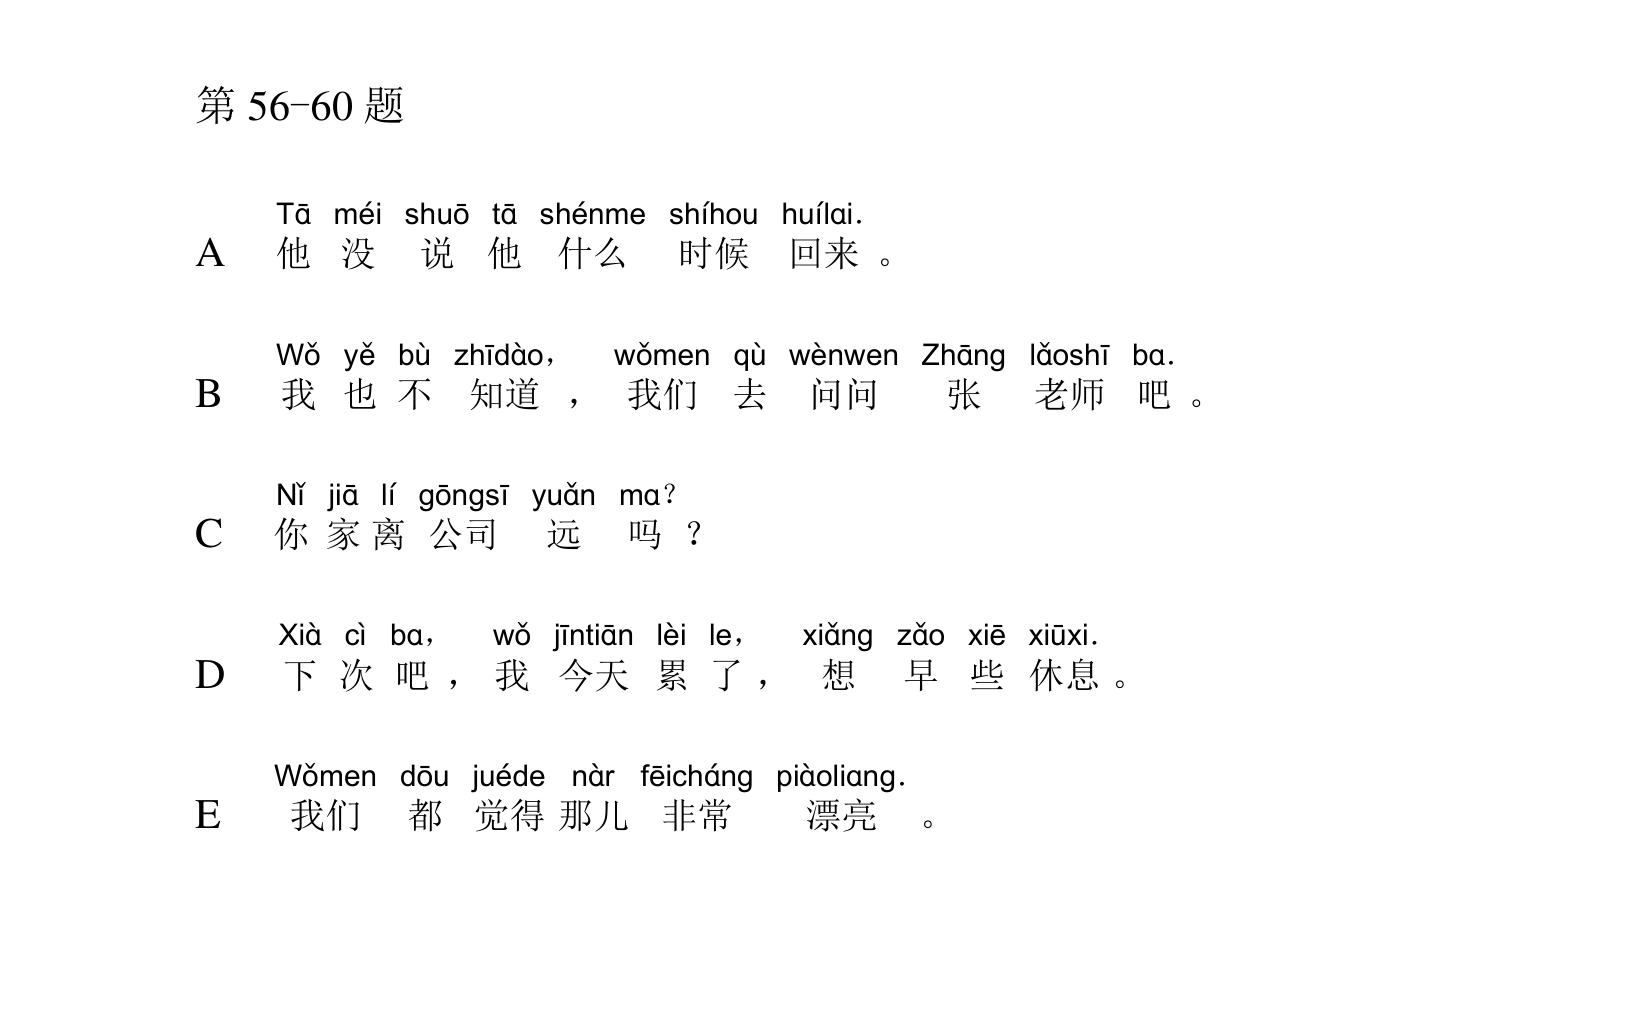 第 56-60 题
Tā méi shuō tā shénme shíhou huílai.
A 他 没 说 他 什么 时候 回来 。
Wǒ yě bù zhīdào, wǒmen qù wènwen Zhāng lǎoshī ba.
B 我 也 不 知道 ， 我们 去 问问 张 老师 吧 。
Nǐ jiā lí gōngsī yuǎn ma?
C 你 家 离 公司 远 吗 ？
Xià cì ba, wǒ jīntiān lèi le, xiǎng zǎo xiē xiūxi.
D 下 次 吧 ， 我 今天 累 了 ， 想 早 些 休息 。
Wǒmen dōu juéde nàr fēicháng piàoliang.
E 我们 都 觉得 那儿 非常 漂亮 。